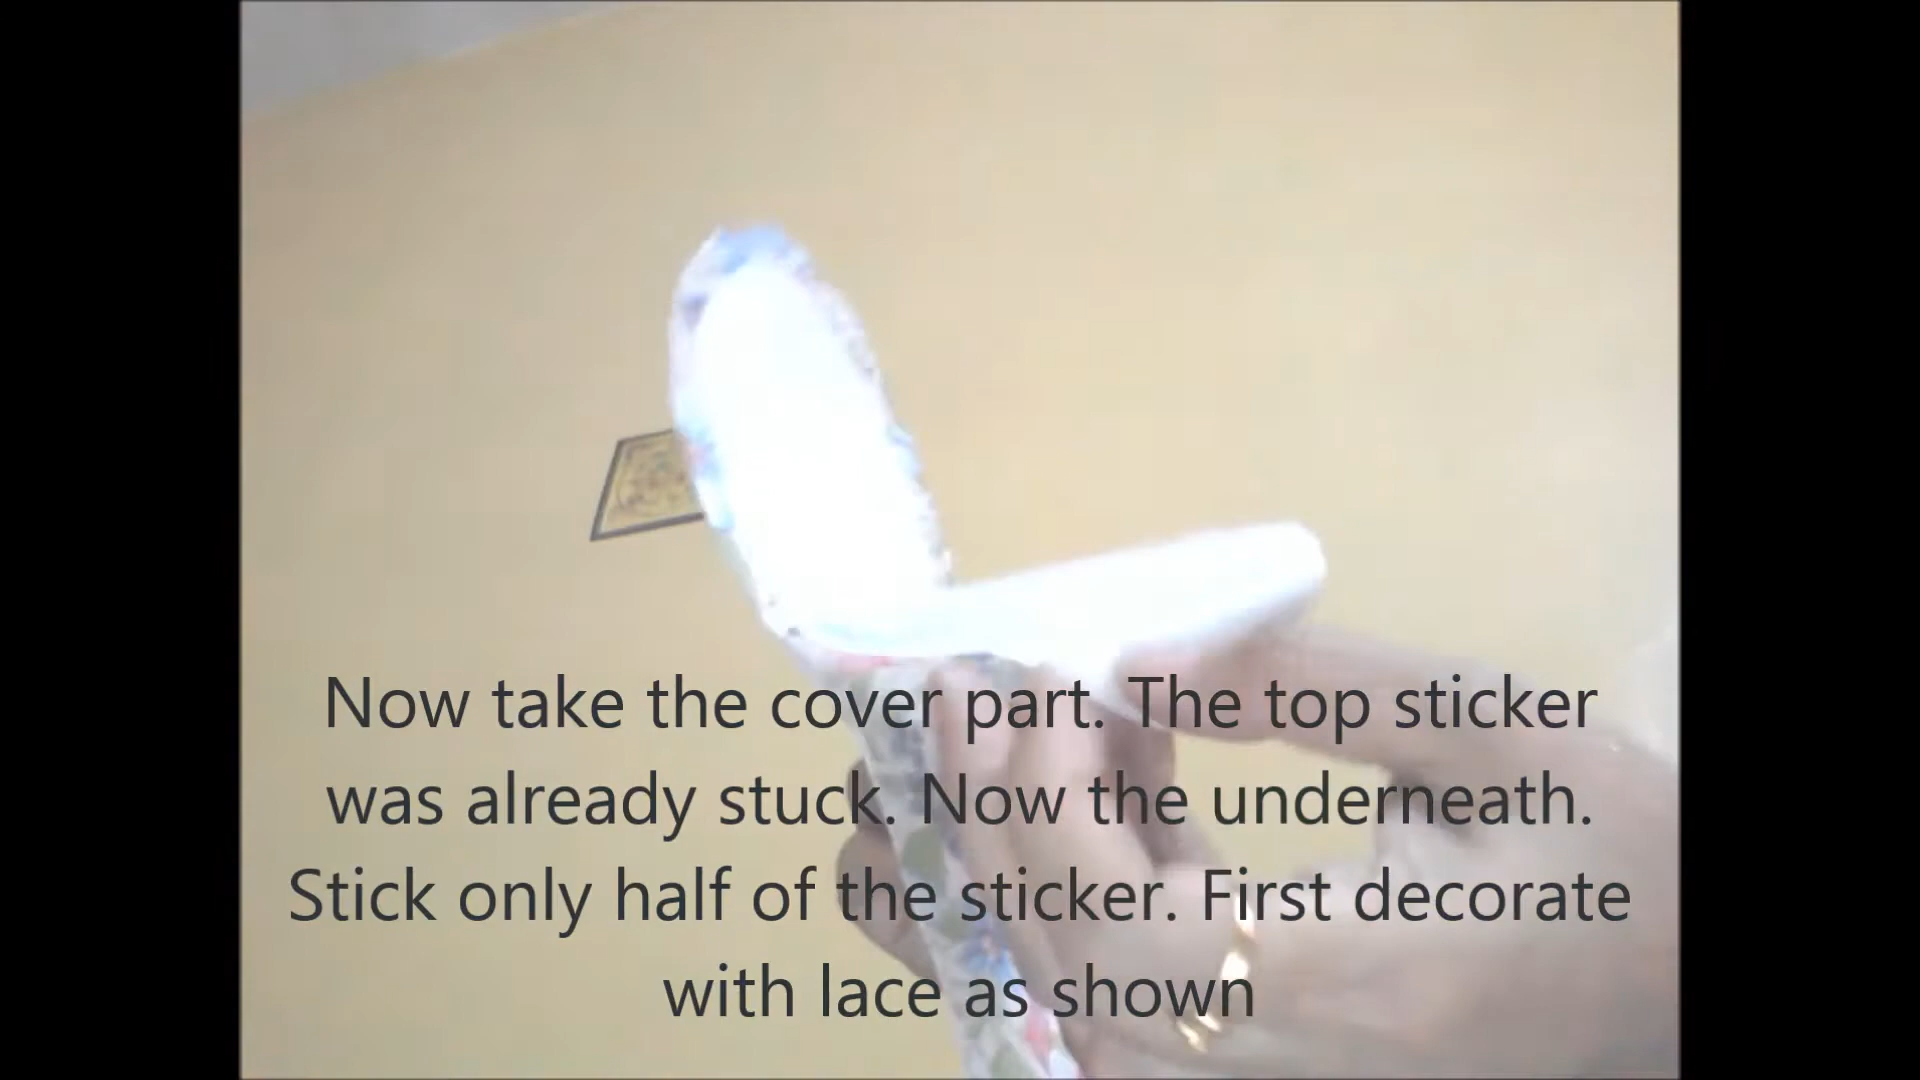 Now take the cover part. The top sticker
was already stuck. Now the underneath.
Stick only half of the sticker. First decorate
with lace as shown